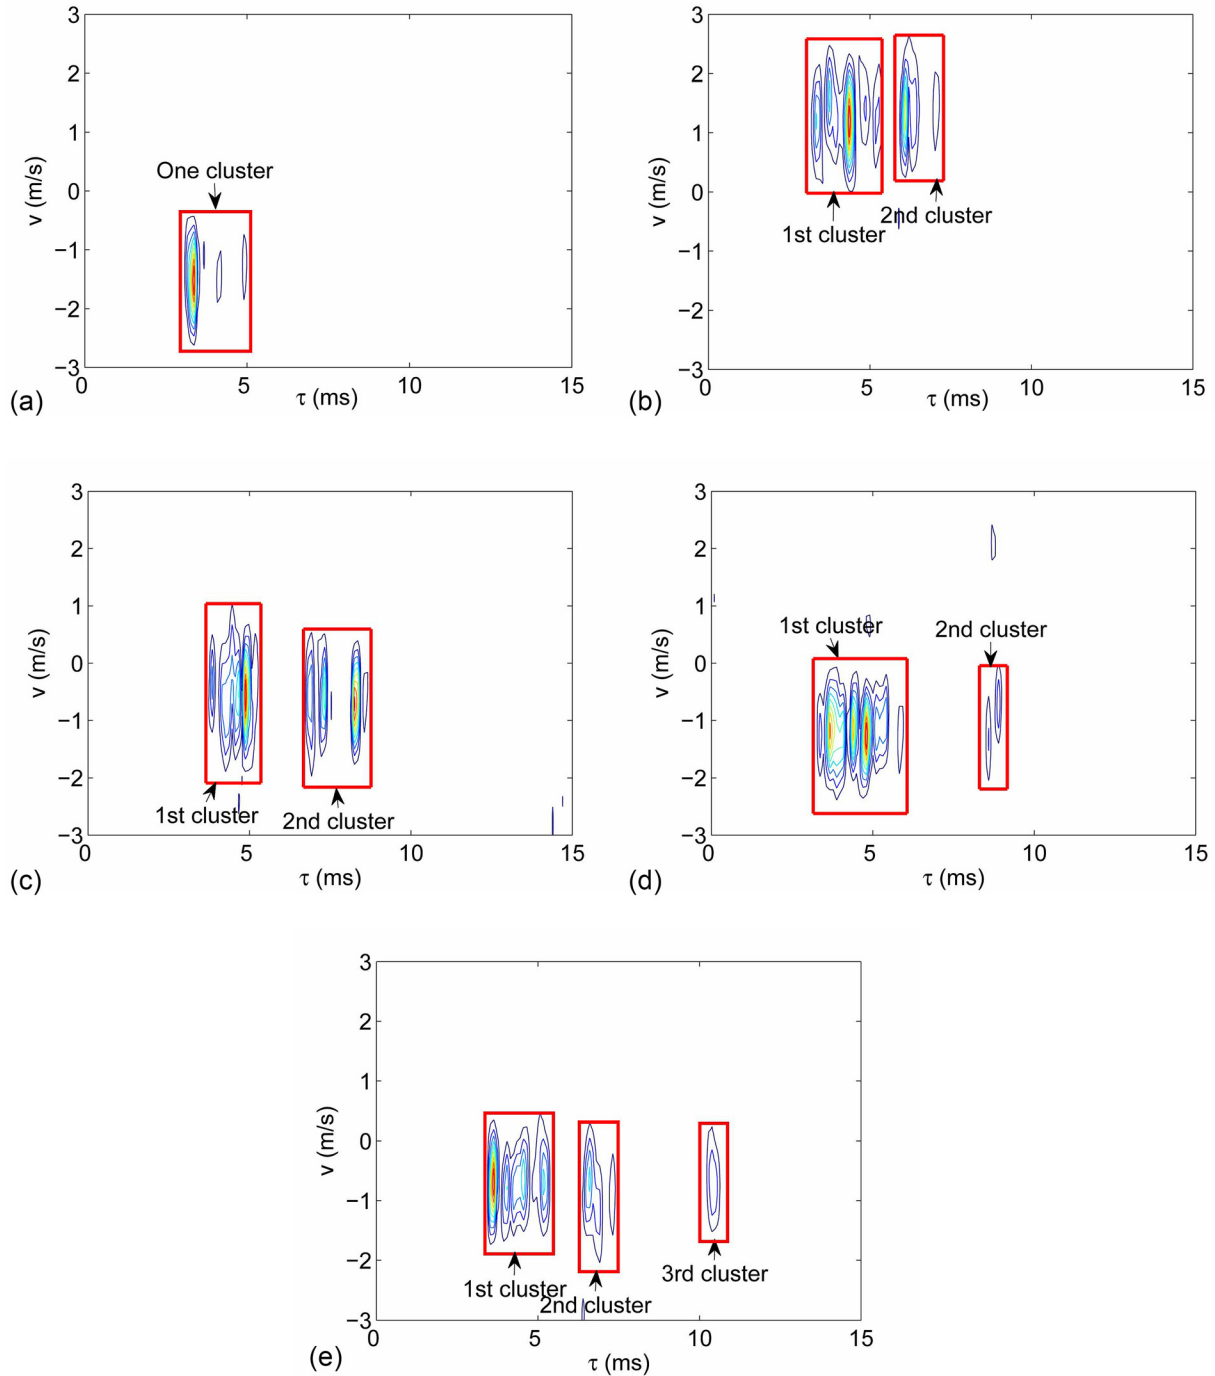 3
2
1
0
−1
−2
−3
v (m/s)
One cluster
0
5
10
15
τ (ms)
(a)
3
2
1
0
−1
−2
−3
v (m/s)
1st cluster
2nd cluster
0
5
10
15
τ (ms)
(b)
3
2
1
0
−1
−2
−3
v (m/s)
1st cluster
2nd cluster
0
5
10
15
τ (ms)
(c)
3
2
1
0
−1
−2
−3
v (m/s)
1st cluster
2nd cluster
0
5
10
15
τ (ms)
(d)
3
2
1
0
−1
−2
−3
v (m/s)
1st cluster
2nd cluster
3rd cluster
0
5
10
15
τ (ms)
(e)